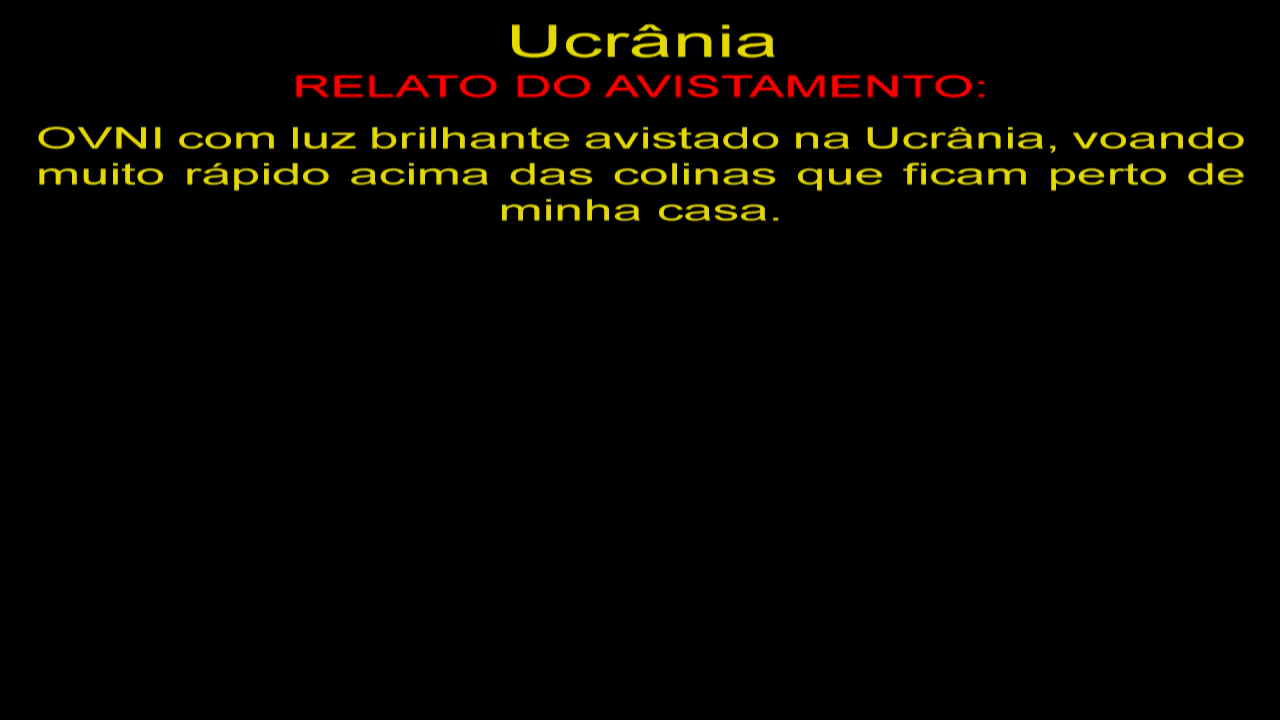 Ucrânia
RELATO DO AVISTAMENTO:
OVNI com luz brilhante avistado na Ucrânia, voando
muito rápido acima das colinas que ficam perto de
minha casa.